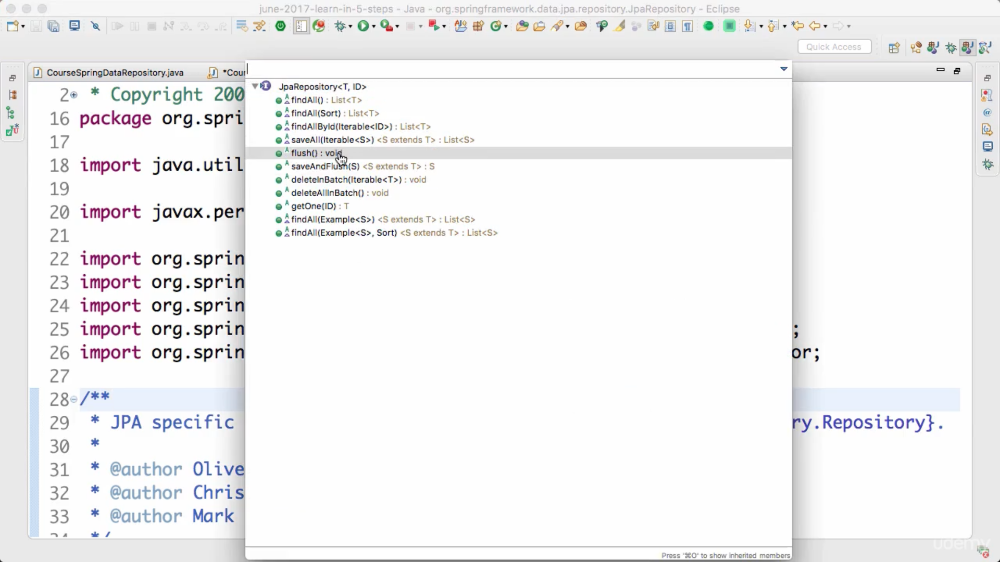 june-2017-learn-in-5-steps - Java - org.springframework.data.jpa.repository.JpaRepository - Eclipse
Quick Access
CourseSpringDataRepository.java
*Cou
JpaRepository<T, ID>
findAll() : List<T>
findAll(Sort) : List<T>
findAllById(Iterable<ID>) : List<T>
saveAll(Iterable<S>) <S extends T> : List<S>
flush() : void
saveAndFlush(S) <S extends T> : S
deleteInBatch(Iterable<T>) : void
deleteAllInBatch() : void
getOne(ID) : T
findAll(Example<S>) <S extends T> : List<S>
findAll(Example<S>, Sort) <S extends T> : List<S>
Press '⌘O' to show inherited members
2 * Copyright 200
16 package org.spri
17
18 import java.util
19
20 import javax.per
21
22 import org.sprin
23 import org.sprin
24 import org.sprin
25 import org.sprin ;
26 import org.sprin or;
27
28 /**
29 * JPA specific ry.Repository}.
30 *
31 * @author Olive
32 * @author Chris
33 * @author Mark
34 */
udemy